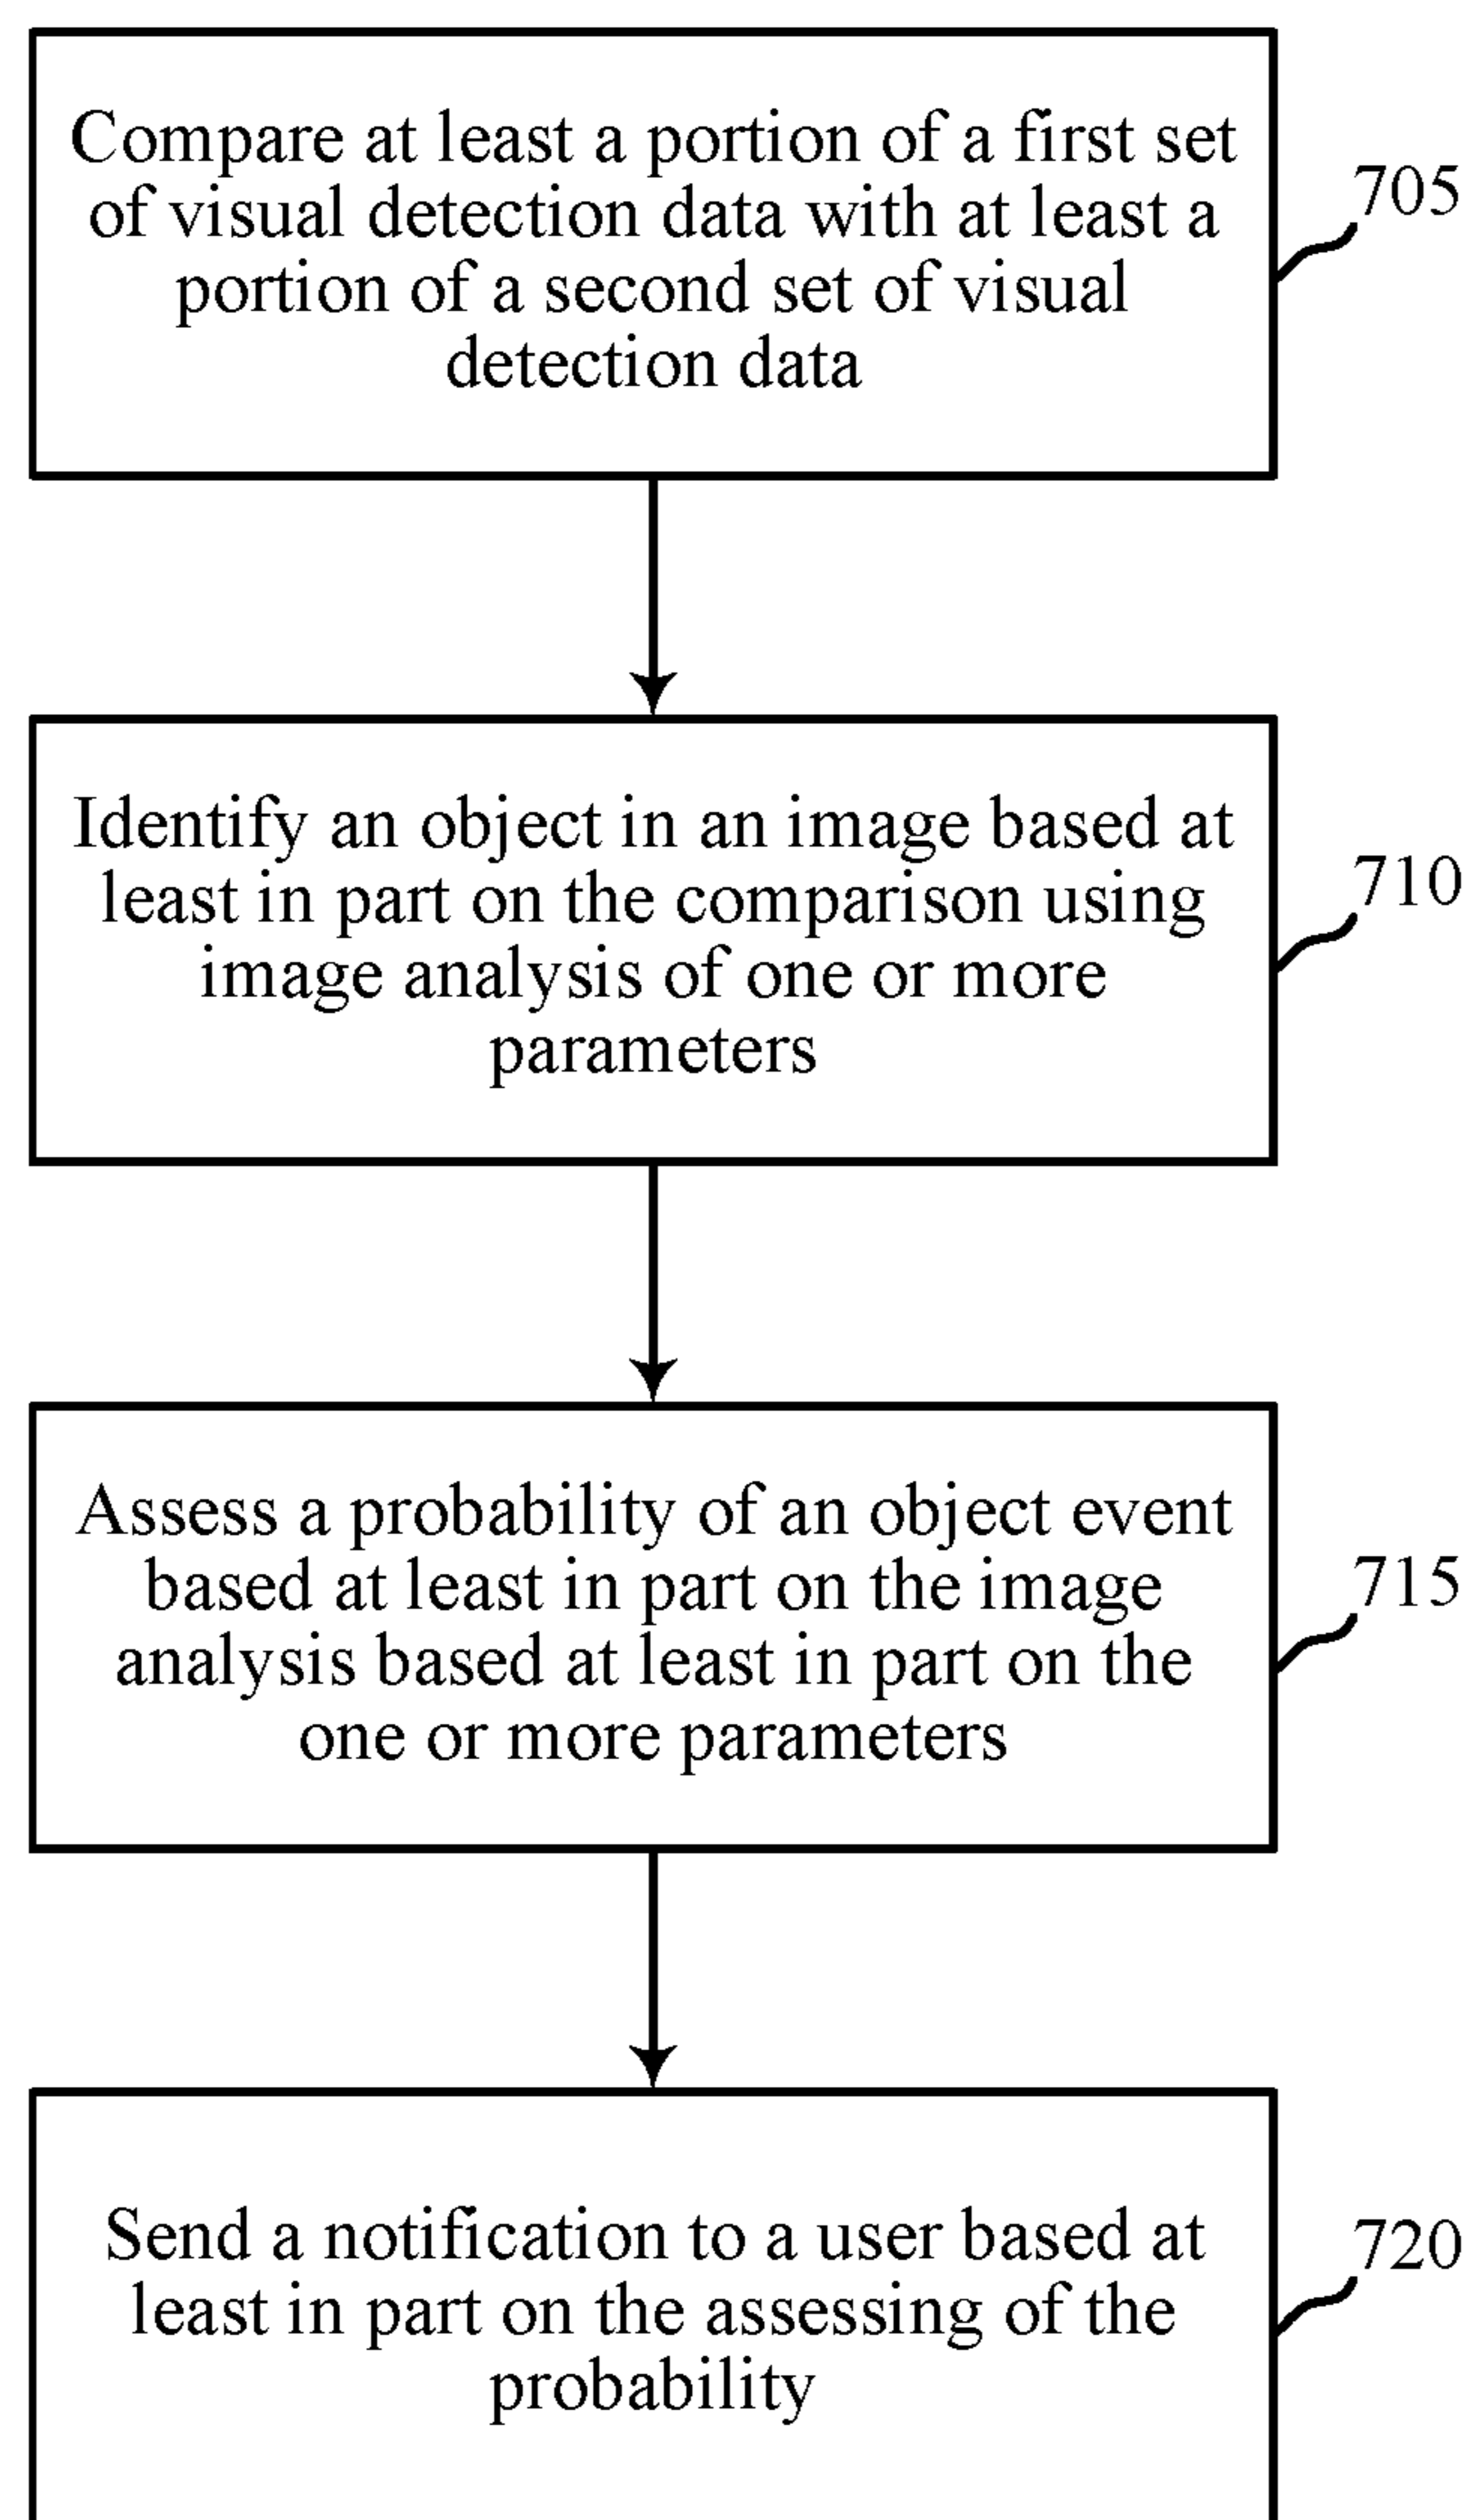 Compare at least a portion of a first set
of visual detection data with at least a
portion of a second set of visual
detection data
705
Identify an object in an image based at
least in part on the comparison using
image analysis of one or more
parameters
710
Assess a probability of an object event
based at least in part on the image
analysis based at least in part on the
one or more parameters
715
Send a notification to a user based at
least in part on the assessing of the
probability
720